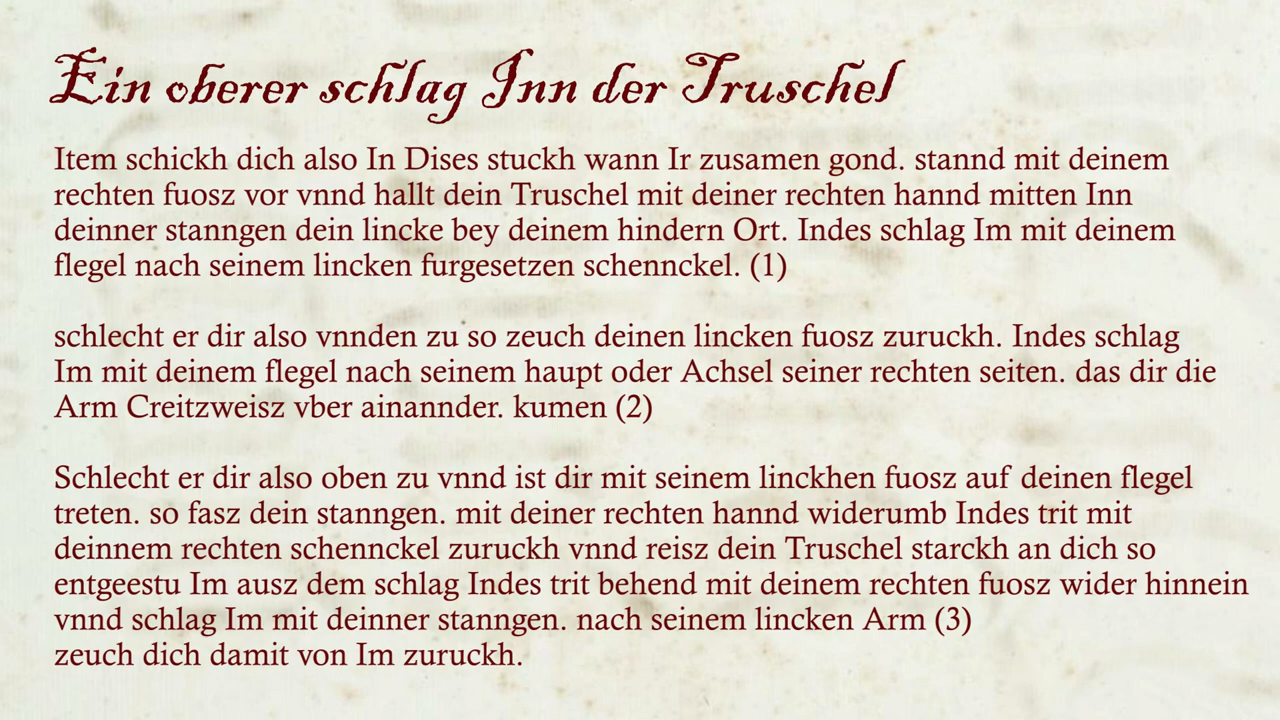 Ein oberer schlag Inn der Truschel
Item schickh dich also In Dises stuckh wann Ir zusamen gond. stannd mit deinem
rechten fuosz vor vnnd hallt dein Truschel mit deiner rechten hannd mitten Inn
deinner stanngen dein lincke bey deinem hindern Ort. Indes schlag Im mit deinem
flegel nach seinem lincken furgesetzen schennckel. (1)
schlecht er dir also vnnden zu so zeuch deinen lincken fuosz zuruckh. Indes schlag
Im mit deinem flegel nach seinem haupt oder Achsel seiner rechten seiten. das dir die
Arm Creitzweisz vber ainannder. kumen (2)
Schlecht er dir also oben zu vnnd ist dir mit seinem linckhen fuosz auf deinen flegel
treten. so fasz dein stanngen. mit deiner rechten hannd widerumb Indes trit mit
deinnem rechten schennckel zuruckh vnnd reisz dein Truschel starckh an dich so
entgeestu Im ausz dem schlag Indes trit behend mit deinem rechten fuosz wider hinnein
vnnd schlag Im mit deinner stanngen. nach seinem lincken Arm (3)
zeuch dich damit von Im zuruckh.